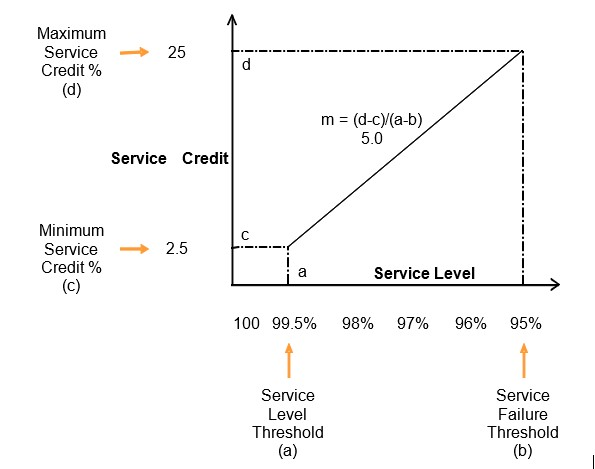 Maximum
Service
Credit %
(d)
25
d
m = (d-c)/(a-b)
5.0
Service Credit
Minimum
Service
Credit %
(c)
2.5
c
a
Service Level
100 99.5% 98% 97% 96% 95%
Service
Level
Threshold
(a)
Service
Failure
Threshold
(b)